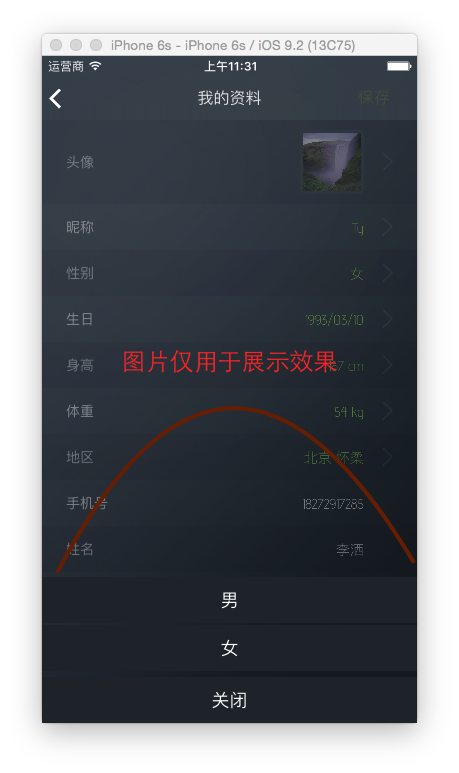 iPhone 6s - iPhone 6s / iOS 9.2 (13C75)
运营商 上午11:31
我的资料 保存
头像
昵称 Ty
性别 女
生日 1993/03/10
图片仅用于展示效果
身高 cm
体重 54 kg
地区 北京 怀柔
手机号 18272917285
姓名 李洒
男
女
关闭